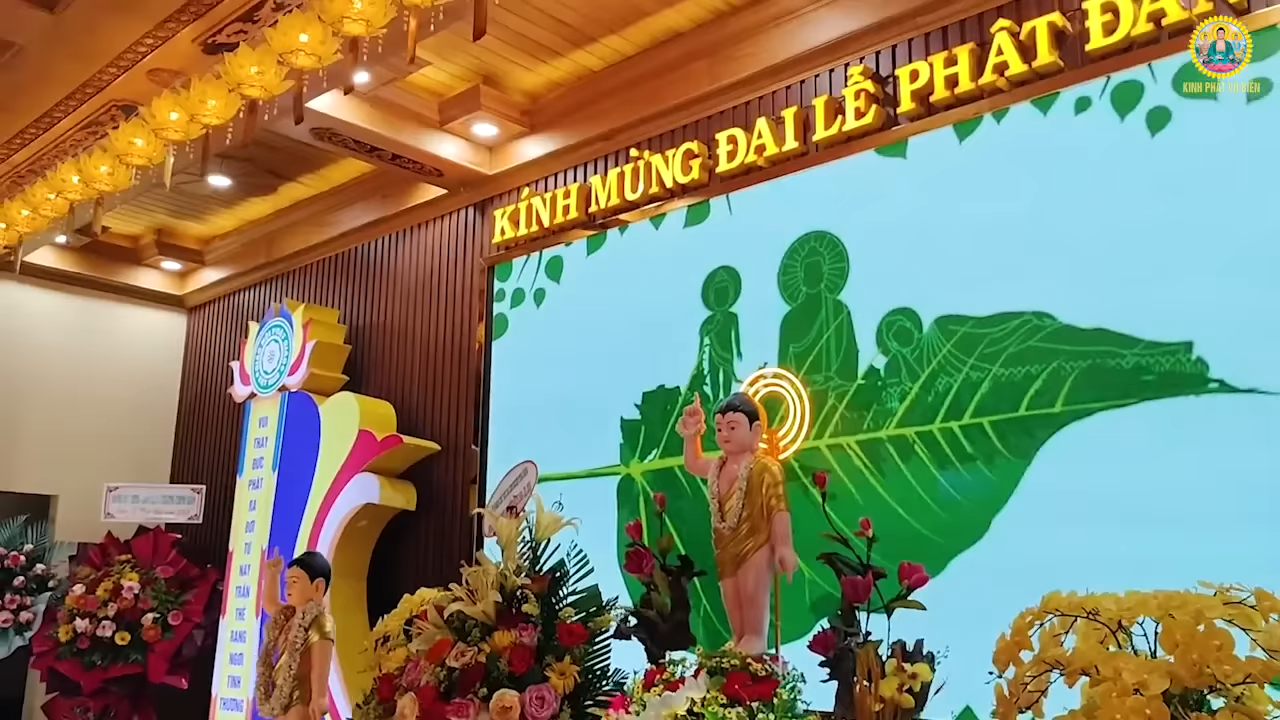 KINH PHẬT VÔ BIÊN
KÍNH MỪNG ĐẠI LỄ PHẬT ĐẢN
VUI
THAY
ĐỨC
PHẬT
RA
ĐỜI
TỪ
NAY
TRẦN
THẾ
RẠNG
NGỜI
TÌNH
THƯƠNG